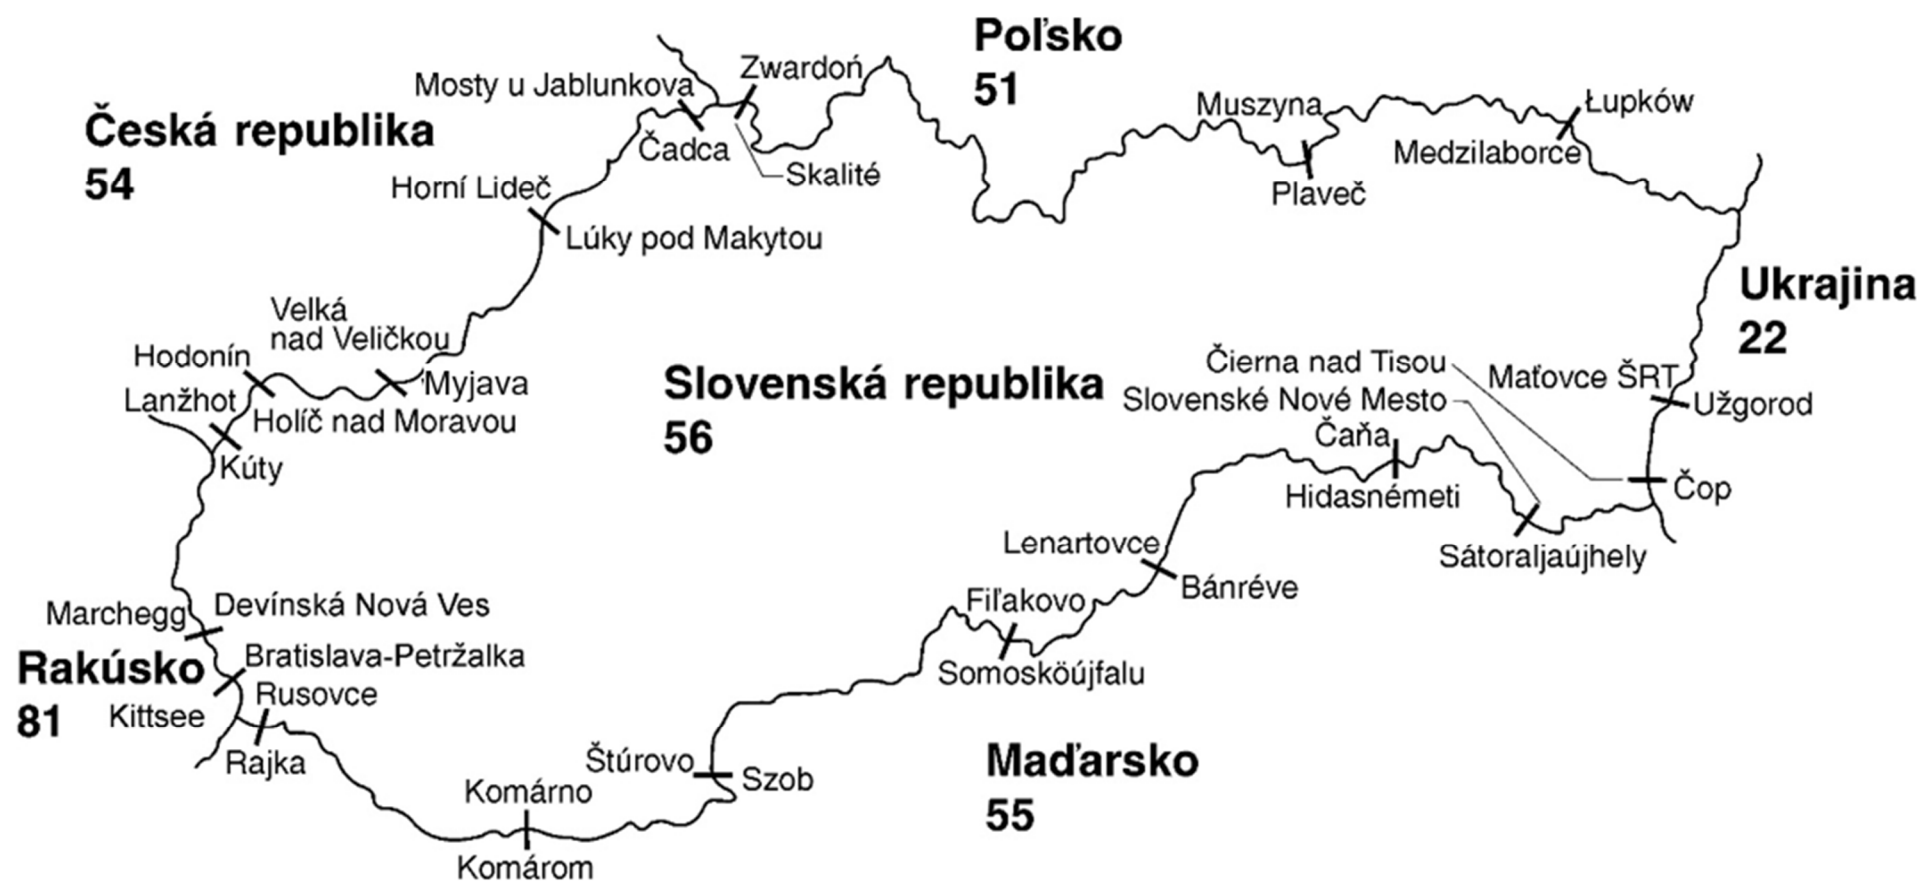 Poľsko
51
Zwardoń
Mosty u Jablunkova
Muszyna
Łupków
Česká republika
54
Čadca
Medzilaborce
Skalité
Horní Lideč
Plaveč
Lúky pod Makytou
Ukrajina
22
Velká
nad Veličkou
Hodonín
Čierna nad Tisou
Maťovce ŠRT
Myjava
Slovenská republika
56
Lanžhot
Slovenské Nové Mesto
Užgorod
Holíč nad Moravou
Čaňa
Kúty
Hidasnémeti
Čop
Lenartovce
Sátoraljaújhely
Bánréve
Fiľakovo
Marchegg
Devínská Nová Ves
Bratislava-Petržalka
Rakúsko
81
Somosköújfalu
Rusovce
Kittsee
Rajka
Štúrovo
Szob
Maďarsko
55
Komárno
Komárom